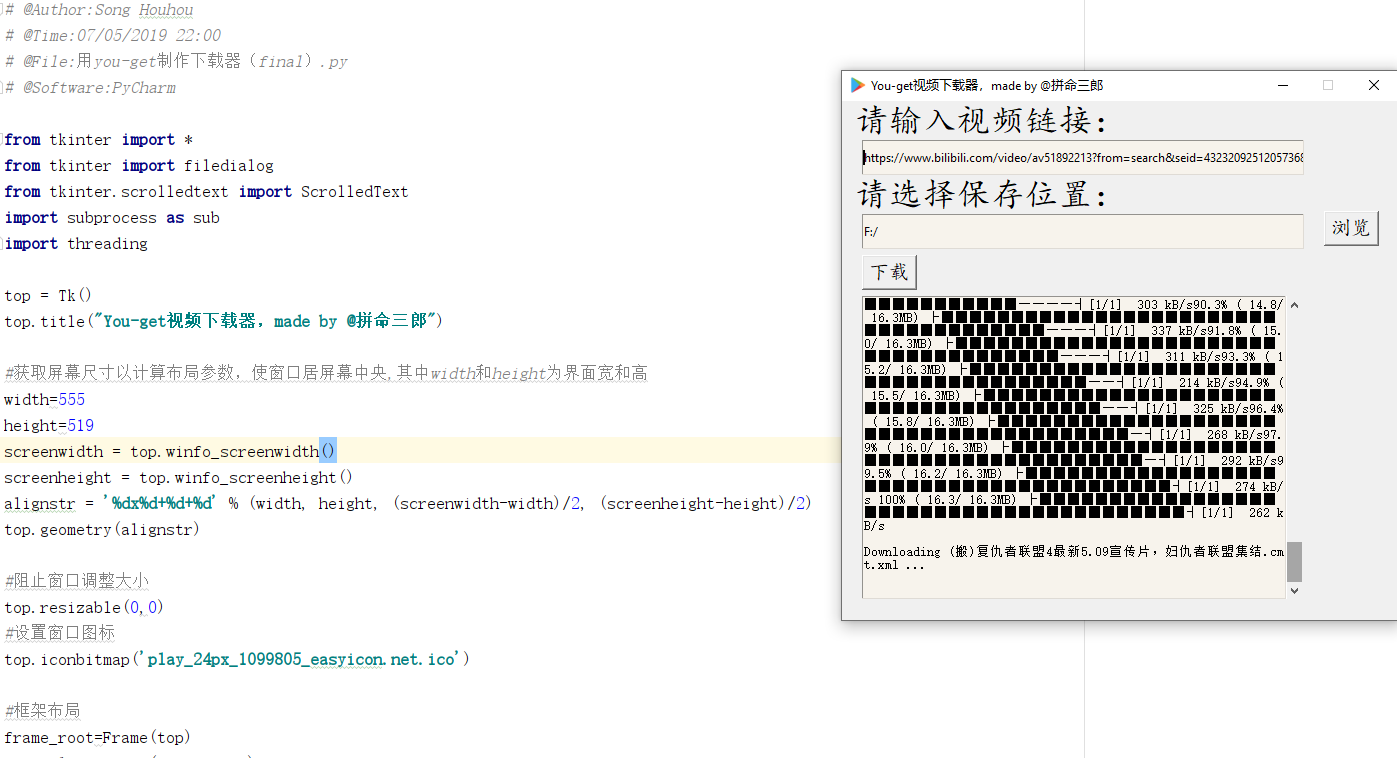 # @Author:Song Houhou
# @Time:07/05/2019 22:00
# @File:用you-get制作下载器（final）.py
# @Software:PyCharm
from tkinter import *
from tkinter import filedialog
from tkinter.scrolledtext import ScrolledText
import subprocess as sub
import threading
top = Tk()
top.title("You-get视频下载器，made by @拼命三郎")
#获取屏幕尺寸以计算布局参数，使窗口居屏幕中央,其中width和height为界面宽和高
width=555
height=519
screenwidth = top.winfo_screenwidth()
screenheight = top.winfo_screenheight()
alignstr = '%dx%d+%d+%d' % (width, height, (screenwidth-width)/2, (screenheight-height)/2)
top.geometry(alignstr)
#阻止窗口调整大小
top.resizable(0,0)
#设置窗口图标
top.iconbitmap('play_24px_1099805_easyicon.net.ico')
#框架布局
frame_root=Frame(top)
You-get视频下载器，made by @拼命三郎
请输入视频链接：
https://www.bilibili.com/video/av51892213?from=search&seid=4323209251205736
请选择保存位置：
F:/
浏览
下载
[1/1] 303 kB/s90.3% ( 14.8/
16.3MB)
[1/1] 337 kB/s91.8% ( 15.
0/ 16.3MB)
[1/1] 311 kB/s93.3% ( 1
5.2/ 16.3MB)
[1/1] 214 kB/s94.9% (
15.5/ 16.3MB)
[1/1] 325 kB/s96.4%
( 15.8/ 16.3MB)
[1/1] 268 kB/s97.
9% ( 16.0/ 16.3MB)
[1/1] 292 kB/s9
9.5% ( 16.2/ 16.3MB)
[1/1] 274 kB/
s 100% ( 16.3/ 16.3MB)
[1/1] 262 k
B/s
Downloading (搬)复仇者联盟4最新5.09宣传片，妇仇者联盟集结.cm
t.xml ...